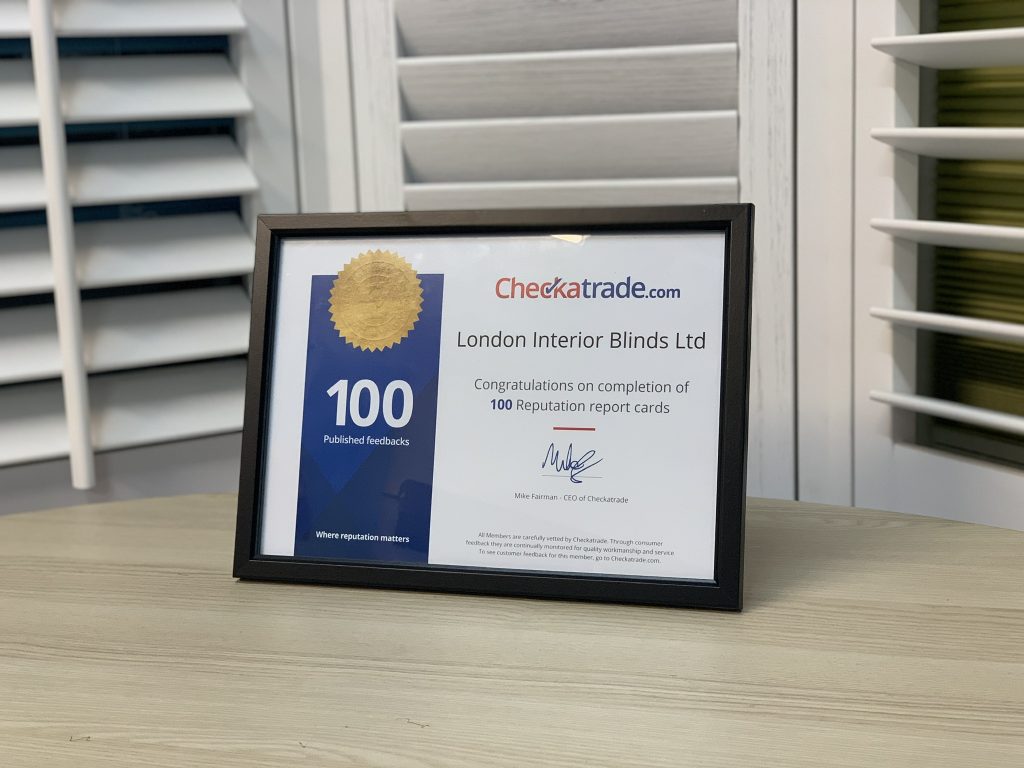 100
Published feedbacks
Where reputation matters
Checkatrade.com
London Interior Blinds Ltd
Congratulations on completion of
100 Reputation report cards
Mike Fairman - CEO of Checkatrade
All Members are carefully vetted by Checkatrade. Through consumer
feedback they are continually monitored for quality workmanship and service.
To see customer feedback for this member, go to Checkatrade.com.